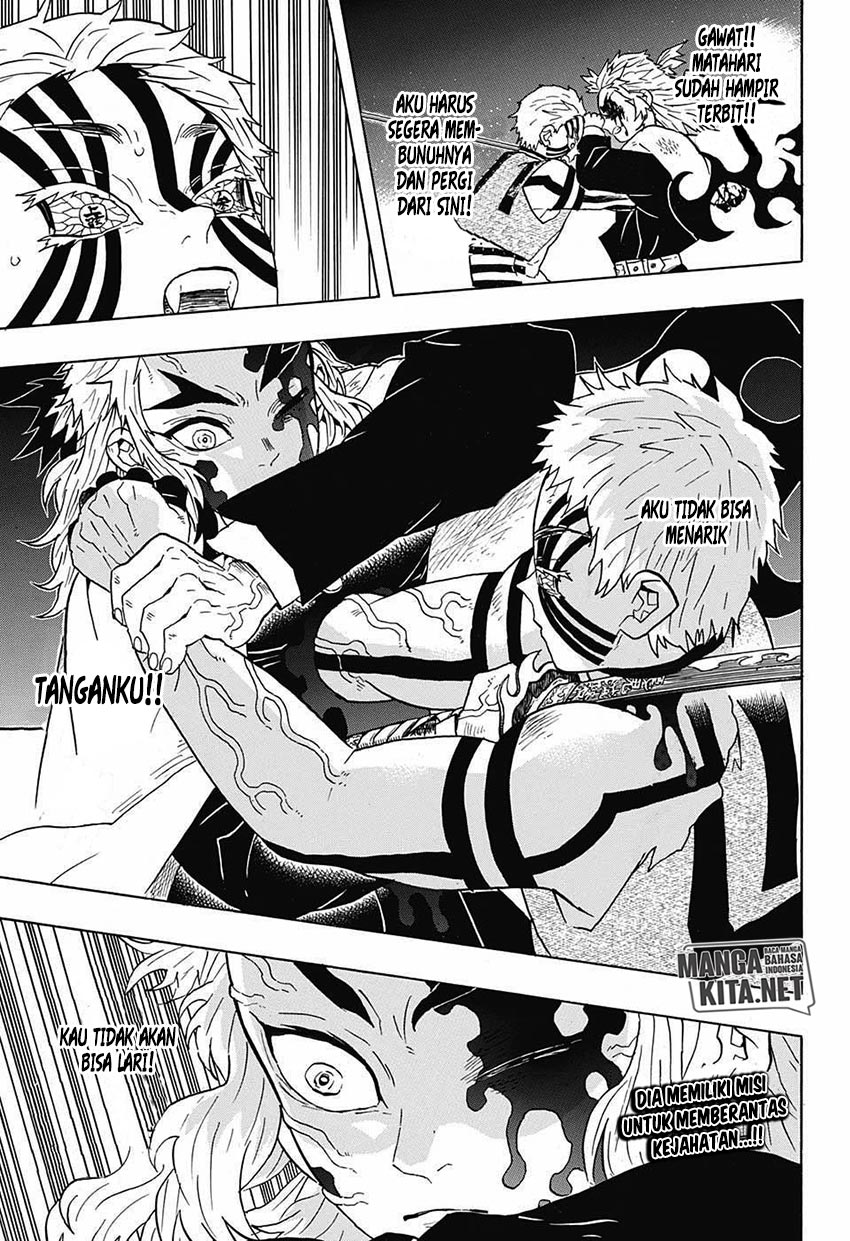 GAWAT!!
MATAHARI
SUDAH HAMPIR
TERBIT!!
AKU HARUS
SEGERA MEM-
BUNUHNYA
DAN PERGI
DARI SINI!
AKU TIDAK BISA
MENARIK
TANGANKU!!
KAU TIDAK AKAN
BISA LARI!
DIA MEMILIKI MISI
UNTUK MEMBERANTAS
KEJAHATAN...!!
MANGA BACA MANGA
BAHASA
INDONESIA
KITA.NET